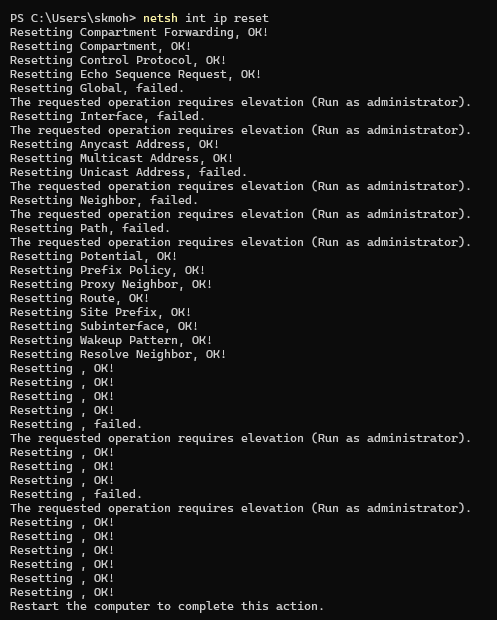 PS C:\Users\skmoh> netsh int ip reset
Resetting Compartment Forwarding, OK!
Resetting Compartment, OK!
Resetting Control Protocol, OK!
Resetting Echo Sequence Request, OK!
Resetting Global, failed.
The requested operation requires elevation (Run as administrator).
Resetting Interface, failed.
The requested operation requires elevation (Run as administrator).
Resetting Anycast Address, OK!
Resetting Multicast Address, OK!
Resetting Unicast Address, failed.
The requested operation requires elevation (Run as administrator).
Resetting Neighbor, failed.
The requested operation requires elevation (Run as administrator).
Resetting Path, failed.
The requested operation requires elevation (Run as administrator).
Resetting Potential, OK!
Resetting Prefix Policy, OK!
Resetting Proxy Neighbor, OK!
Resetting Route, OK!
Resetting Site Prefix, OK!
Resetting Subinterface, OK!
Resetting Wakeup Pattern, OK!
Resetting Resolve Neighbor, OK!
Resetting , OK!
Resetting , OK!
Resetting , OK!
Resetting , OK!
Resetting , failed.
The requested operation requires elevation (Run as administrator).
Resetting , OK!
Resetting , OK!
Resetting , OK!
Resetting , failed.
The requested operation requires elevation (Run as administrator).
Resetting , OK!
Resetting , OK!
Resetting , OK!
Resetting , OK!
Resetting , OK!
Resetting , OK!
Restart the computer to complete this action.